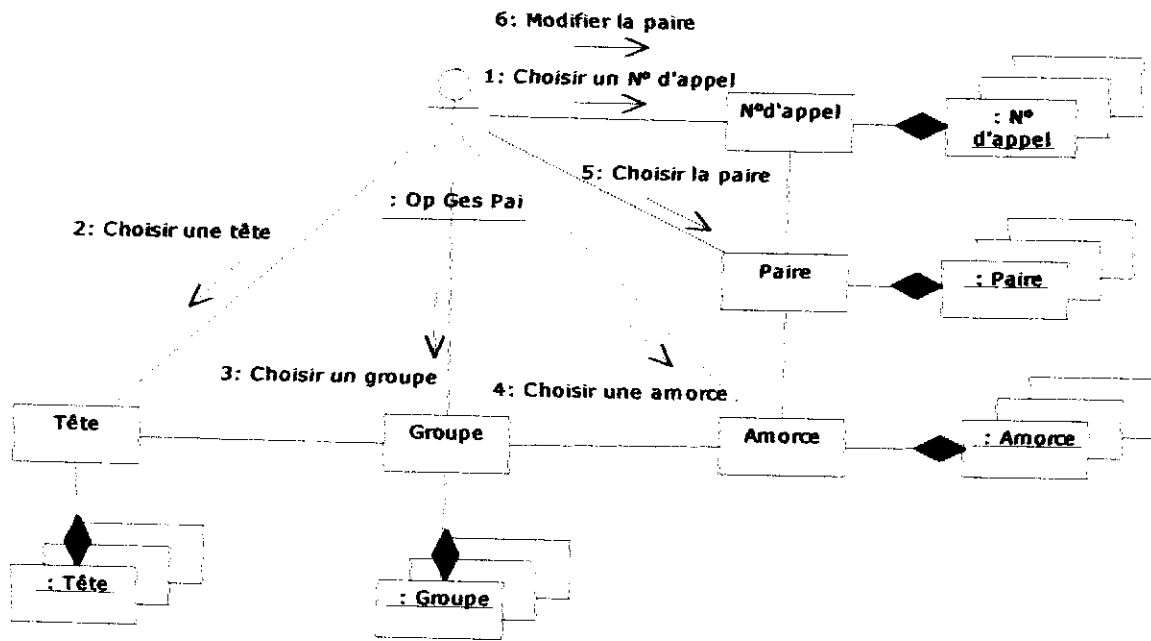 6: Modifier la paire
1: Choisir un N° d'appel
N°d'appel
: N°
d'appel
5: Choisir la paire
: Op Ges Pai
2: Choisir une tête
Paire
: Paire
3: Choisir un groupe
4: Choisir une amorce
Tête
Groupe
Amorce
: Amorce
: Tête
: Groupe